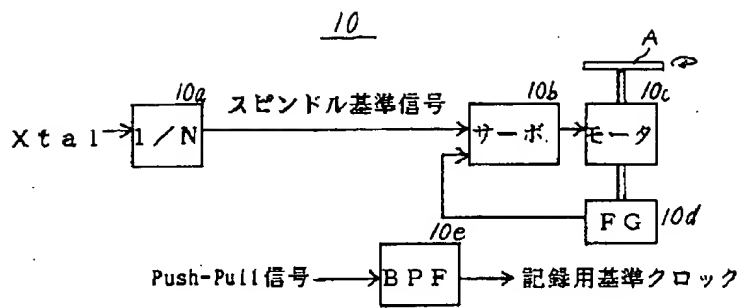 10
A
10a
スピンドル基準信号
10b
10c
Xtal
1/N
サーボ
モータ
FG
10d
10e
Push-Pull信号
BPF
記録用基準クロック